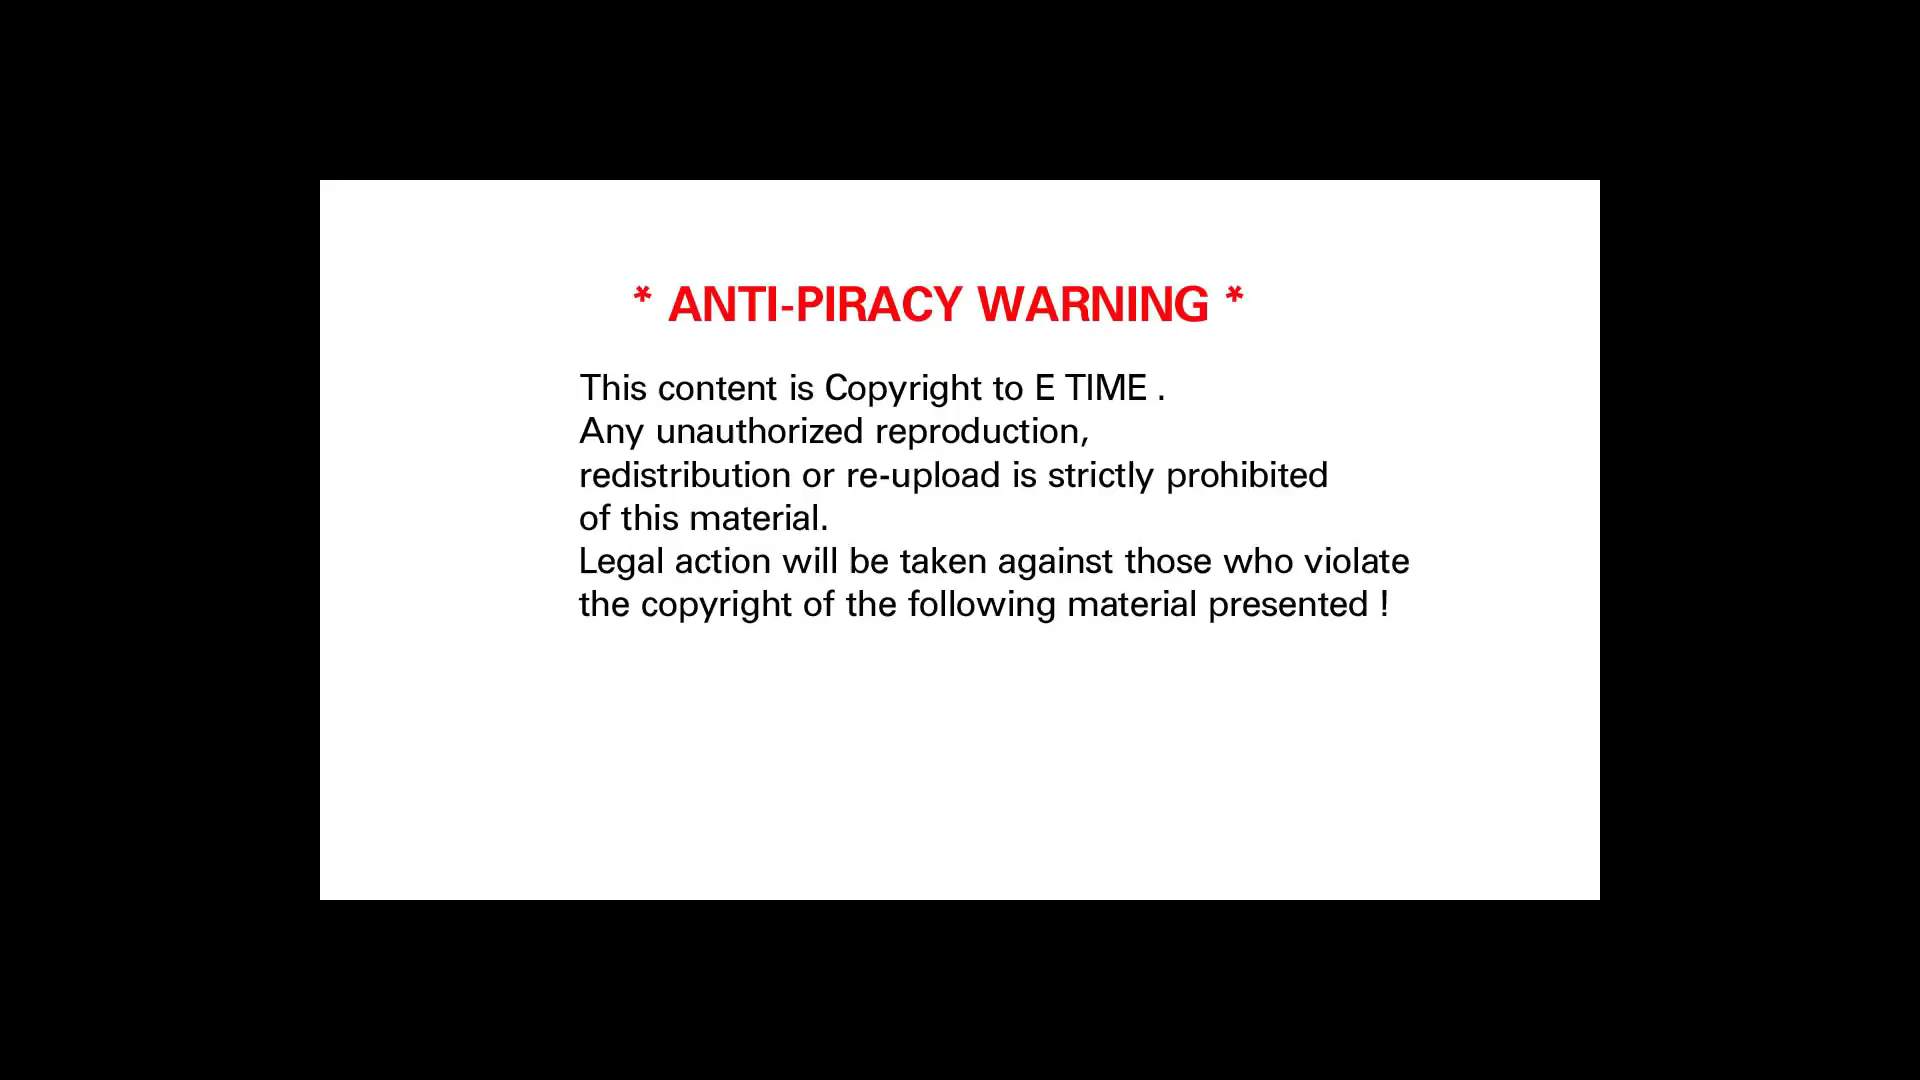 * ANTI-PIRACY WARNING *
This content is Copyright to E TIME .
Any unauthorized reproduction,
redistribution or re-upload is strictly prohibited
of this material.
Legal action will be taken against those who violate
the copyright of the following material presented !